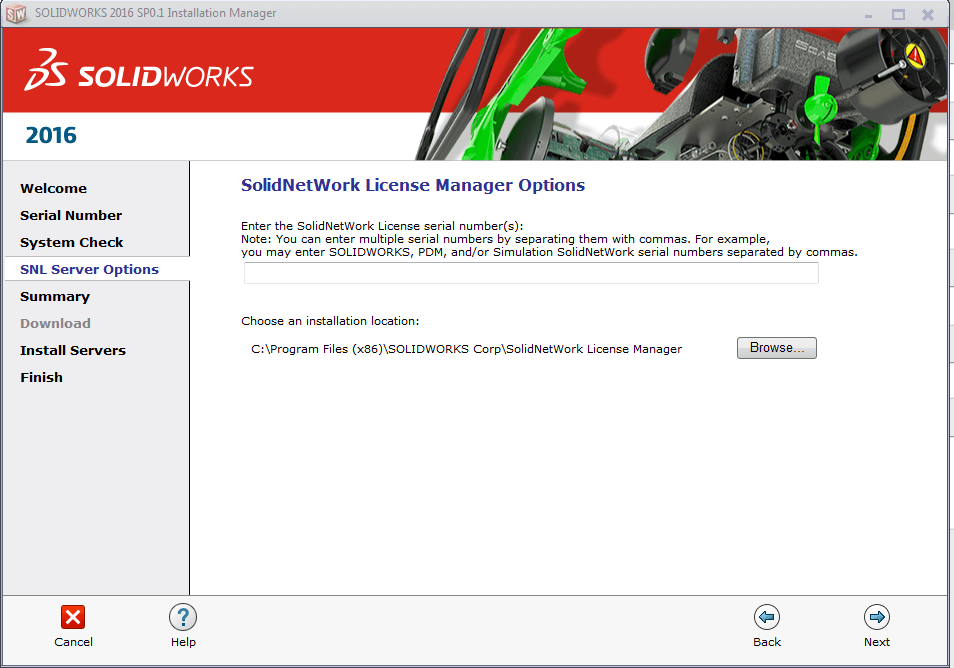 SOLIDWORKS 2016 SP0.1 Installation Manager
SOLIDWORKS
2016
Welcome
Serial Number
System Check
SNL Server Options
Summary
Download
Install Servers
Finish
SolidNetWork License Manager Options
Enter the SolidNetWork License serial number(s):
Note: You can enter multiple serial numbers by separating them with commas. For example,
you may enter SOLIDWORKS, PDM, and/or Simulation SolidNetWork serial numbers separated by commas.
Choose an installation location:
C:\Program Files (x86)\SOLIDWORKS Corp\SolidNetWork License Manager
Browse...
Cancel
Help
Back
Next